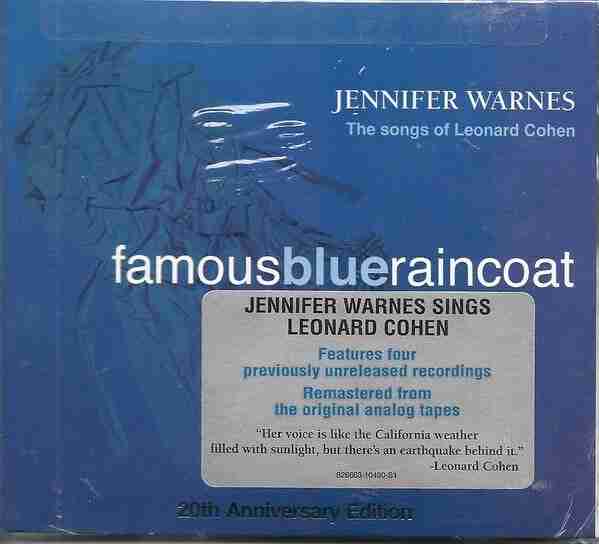 JENNIFER WARNES
The songs of Leonard Cohen
famousblueraincoat
JENNIFER WARNES SINGS
LEONARD COHEN
Features four
previously unreleased recordings
Remastered from
the original analog tapes
“Her voice is like the California weather
filled with sunlight, but there's an earthquake behind it.”
-Leonard Cohen
20th Anniversary Edition